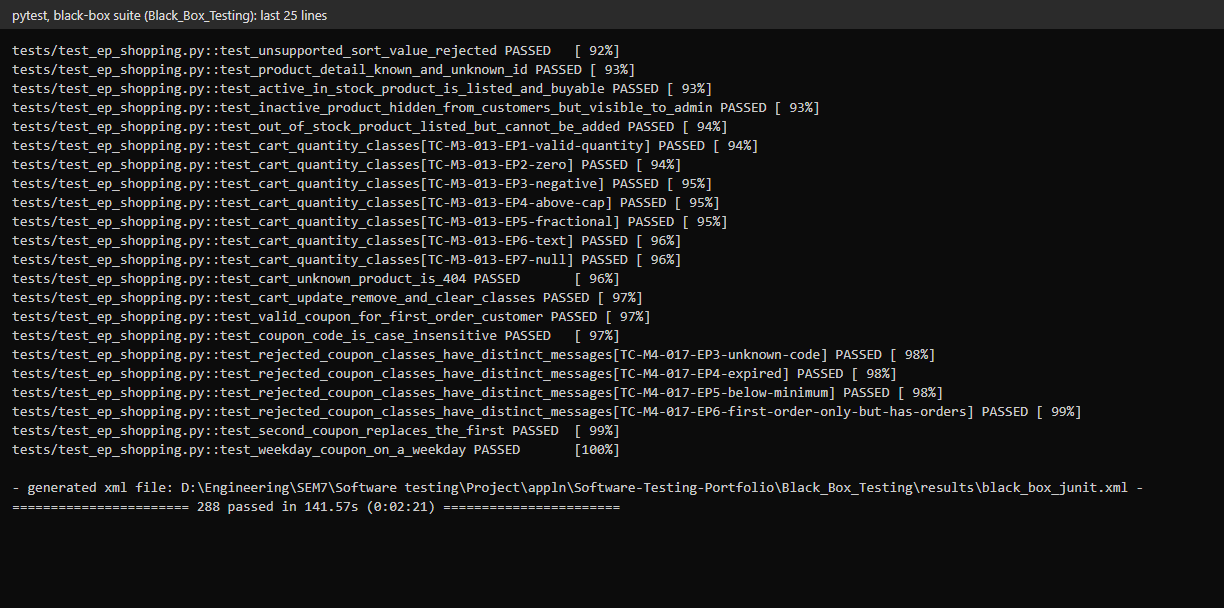 pytest, black-box suite (Black_Box_Testing): last 25 lines
tests/test_ep_shopping.py::test_unsupported_sort_value_rejected PASSED   [ 92%]
tests/test_ep_shopping.py::test_product_detail_known_and_unknown_id PASSED [ 93%]
tests/test_ep_shopping.py::test_active_in_stock_product_is_listed_and_buyable PASSED [ 93%]
tests/test_ep_shopping.py::test_inactive_product_hidden_from_customers_but_visible_to_admin PASSED [ 93%]
tests/test_ep_shopping.py::test_out_of_stock_product_listed_but_cannot_be_added PASSED [ 94%]
tests/test_ep_shopping.py::test_cart_quantity_classes[TC-M3-013-EP1-valid-quantity] PASSED [ 94%]
tests/test_ep_shopping.py::test_cart_quantity_classes[TC-M3-013-EP2-zero] PASSED [ 94%]
tests/test_ep_shopping.py::test_cart_quantity_classes[TC-M3-013-EP3-negative] PASSED [ 95%]
tests/test_ep_shopping.py::test_cart_quantity_classes[TC-M3-013-EP4-above-cap] PASSED [ 95%]
tests/test_ep_shopping.py::test_cart_quantity_classes[TC-M3-013-EP5-fractional] PASSED [ 95%]
tests/test_ep_shopping.py::test_cart_quantity_classes[TC-M3-013-EP6-text] PASSED [ 96%]
tests/test_ep_shopping.py::test_cart_quantity_classes[TC-M3-013-EP7-null] PASSED [ 96%]
tests/test_ep_shopping.py::test_cart_unknown_product_is_404 PASSED       [ 96%]
tests/test_ep_shopping.py::test_cart_update_remove_and_clear_classes PASSED [ 97%]
tests/test_ep_shopping.py::test_valid_coupon_for_first_order_customer PASSED [ 97%]
tests/test_ep_shopping.py::test_coupon_code_is_case_insensitive PASSED   [ 97%]
tests/test_ep_shopping.py::test_rejected_coupon_classes_have_distinct_messages[TC-M4-017-EP3-unknown-code] PASSED [ 98%]
tests/test_ep_shopping.py::test_rejected_coupon_classes_have_distinct_messages[TC-M4-017-EP4-expired] PASSED [ 98%]
tests/test_ep_shopping.py::test_rejected_coupon_classes_have_distinct_messages[TC-M4-017-EP5-below-minimum] PASSED [ 98%]
tests/test_ep_shopping.py::test_rejected_coupon_classes_have_distinct_messages[TC-M4-017-EP6-first-order-only-but-has-orders] PASSED [ 99%]
tests/test_ep_shopping.py::test_second_coupon_replaces_the_first PASSED  [ 99%]
tests/test_ep_shopping.py::test_weekday_coupon_on_a_weekday PASSED       [100%]
- generated xml file: D:\Engineering\SEM7\Software testing\Project\appln\Software-Testing-Portfolio\Black_Box_Testing\results\black_box_junit.xml -
======================= 288 passed in 141.57s (0:02:21) =======================